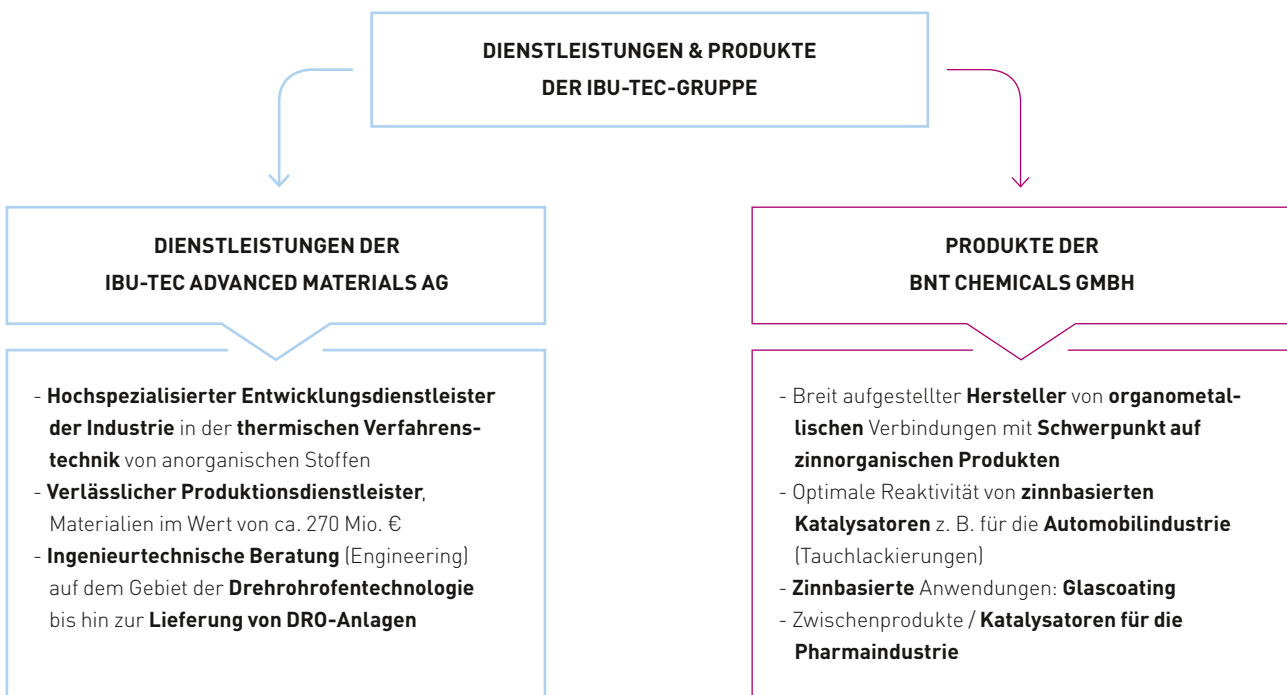 DIENSTLEISTUNGEN & PRODUKTE
DER IBU-TEC-GRUPPE
DIENSTLEISTUNGEN DER
IBU-TEC ADVANCED MATERIALS AG
- Hochspezialisierter Entwicklungsdienstleister
der Industrie in der thermischen Verfahrens-
technik von anorganischen Stoffen
- Verlässlicher Produktionsdienstleister,
Materialien im Wert von ca. 270 Mio. €
- Ingenieurtechnische Beratung (Engineering)
auf dem Gebiet der Drehrohrofentechnologie
bis hin zur Lieferung von DRO-Anlagen
PRODUKTE DER
BNT CHEMICALS GMBH
- Breit aufgestellter Hersteller von organometal-
lischen Verbindungen mit Schwerpunkt auf
zinnorganischen Produkten
- Optimale Reaktivität von zinnbasierten
Katalysatoren z. B. für die Automobilindustrie
(Tauchlackierungen)
- Zinnbasierte Anwendungen: Glascoating
- Zwischenprodukte / Katalysatoren für die
Pharmaindustrie